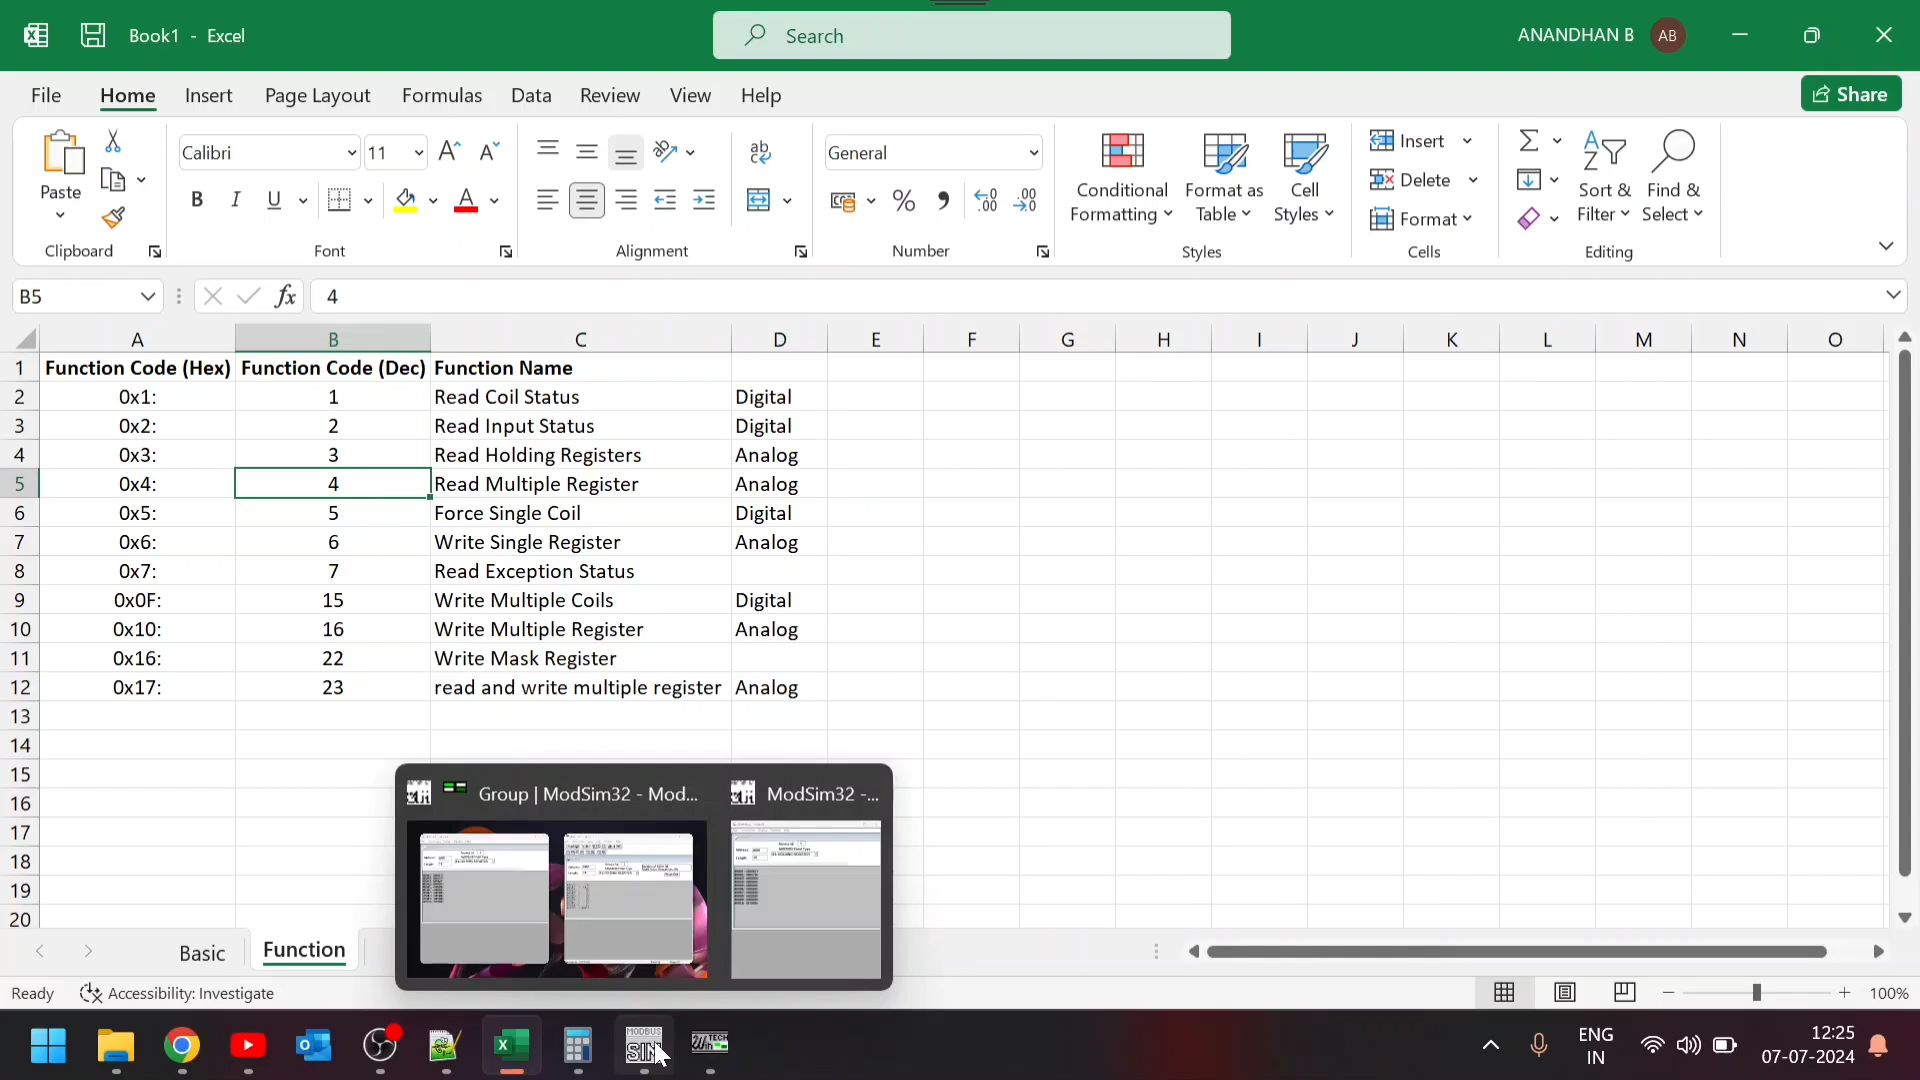 Book1 - Excel
Search
ANANDHAN B
AB
File
Home
Insert
Page Layout
Formulas
Data
Review
View
Help
Share
Paste
Clipboard
Calibri
11
B I U
Font
Alignment
General
Number
Conditional Formatting
Format as Table
Cell Styles
Styles
Insert
Delete
Format
Cells
Sort & Filter
Find & Select
Editing
B5
fx
4
A B C D E F G H I J K L M N O
1 Function Code (Hex) Function Code (Dec) Function Name
2 0x1: 1 Read Coil Status Digital
3 0x2: 2 Read Input Status Digital
4 0x3: 3 Read Holding Registers Analog
5 0x4: 4 Read Multiple Register Analog
6 0x5: 5 Force Single Coil Digital
7 0x6: 6 Write Single Register Analog
8 0x7: 7 Read Exception Status
9 0x0F: 15 Write Multiple Coils Digital
10 0x10: 16 Write Multiple Register Analog
11 0x16: 22 Write Mask Register
12 0x17: 23 read and write multiple register Analog
13
14
15
16
17
18
19
20
Group | ModSim32 - Mod...
ModSim32 -...
Basic
Function
Ready
Accessibility: Investigate
100%
MODBUS SIM
Win TECH
ENG
IN
12:25
07-07-2024